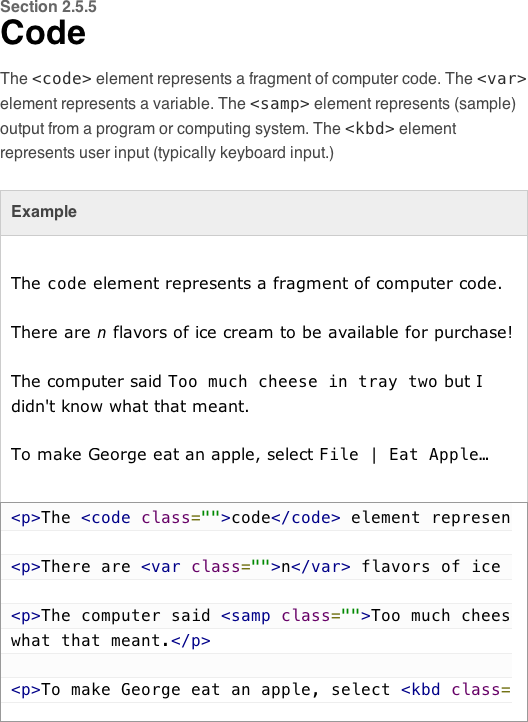 Section 2.5.5
Code
The <code> element represents a fragment of computer code. The <var>
element represents a variable. The <samp> element represents (sample)
output from a program or computing system. The <kbd> element
represents user input (typically keyboard input.)
Example
The code element represents a fragment of computer code.
There are n flavors of ice cream to be available for purchase!
The computer said Too much cheese in tray two but I
didn't know what that meant.
To make George eat an apple, select File | Eat Apple…
<p>The <code class="">code</code> element represen
<p>There are <var class="">n</var> flavors of ice
<p>The computer said <samp class="">Too much chees
what that meant.</p>
<p>To make George eat an apple, select <kbd class=